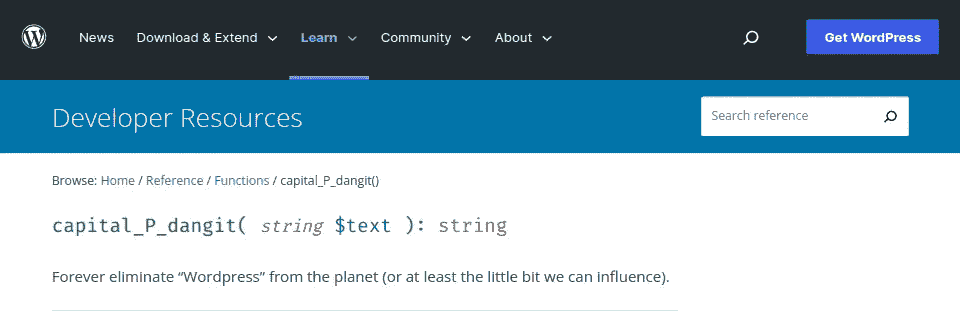 News Download & Extend Learn Community About Get WordPress
Developer Resources Search reference
Browse: Home / Reference / Functions / capital_P_dangit()
capital_P_dangit( string $text ): string
Forever eliminate “Wordpress” from the planet (or at least the little bit we can influence).